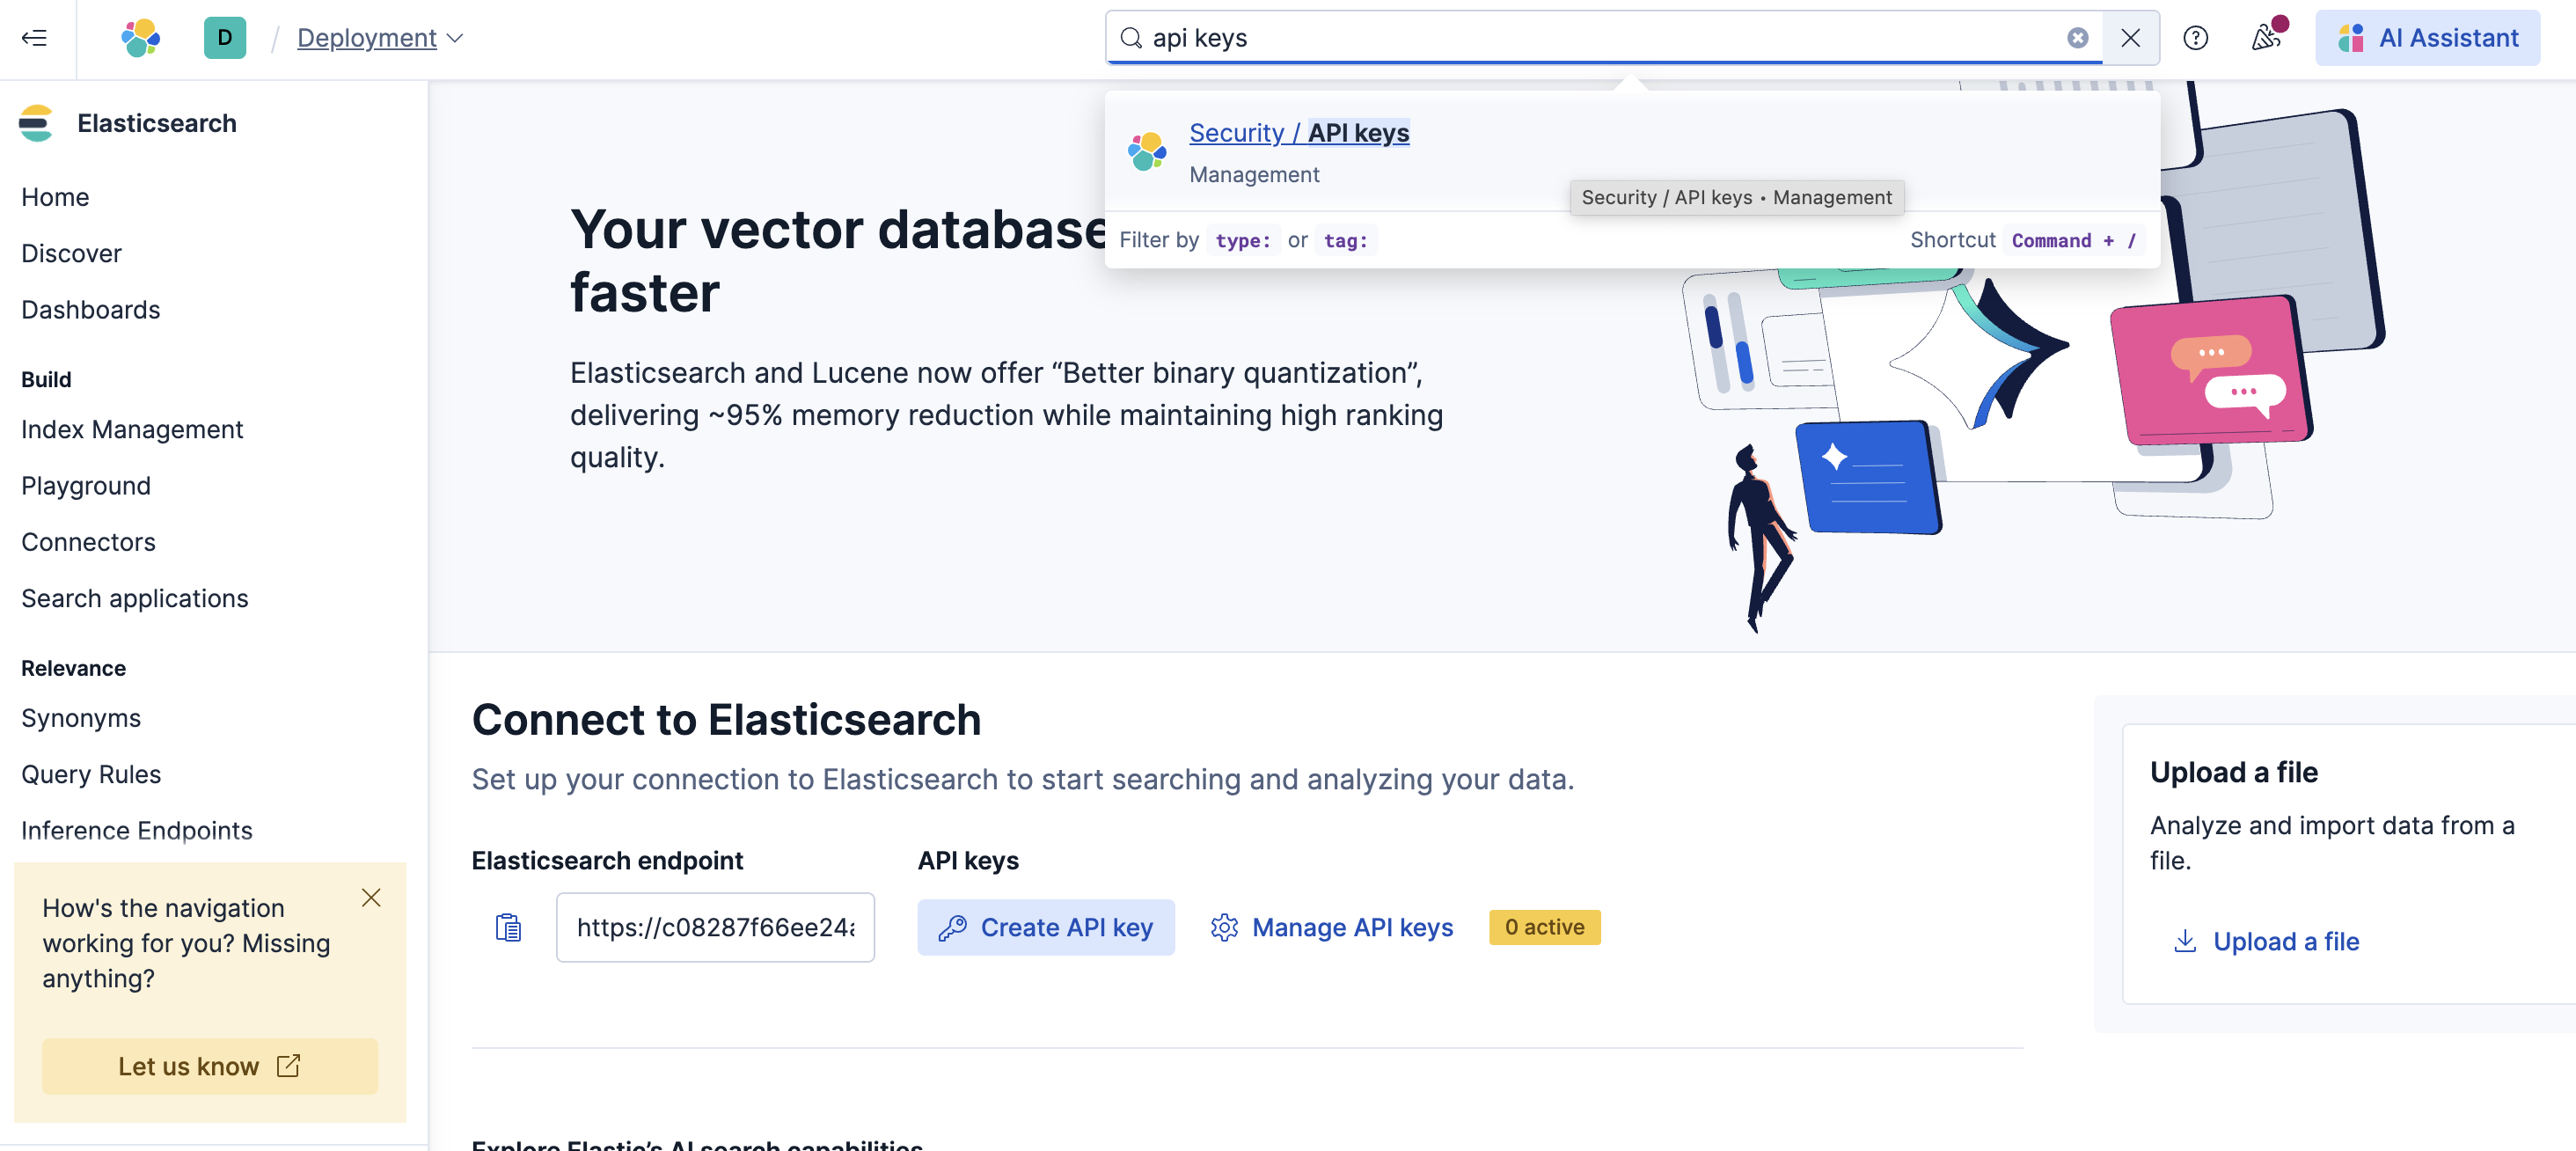 D / Deployment
api keys
AI Assistant
Security / API keys
Management
Security / API keys • Management
Filter by type: or tag:
Shortcut Command + /
Elasticsearch
Home
Discover
Dashboards
Build
Index Management
Playground
Connectors
Search applications
Relevance
Synonyms
Query Rules
Inference Endpoints
How's the navigation
working for you? Missing
anything?
Let us know
Your vector database
faster
Elasticsearch and Lucene now offer “Better binary quantization”,
delivering ~95% memory reduction while maintaining high ranking
quality.
Connect to Elasticsearch
Set up your connection to Elasticsearch to start searching and analyzing your data.
Elasticsearch endpoint
https://c08287f66ee24
API keys
Create API key
Manage API keys
0 active
Upload a file
Analyze and import data from a
file.
Upload a file
Explore Elastic's AI search capabilities